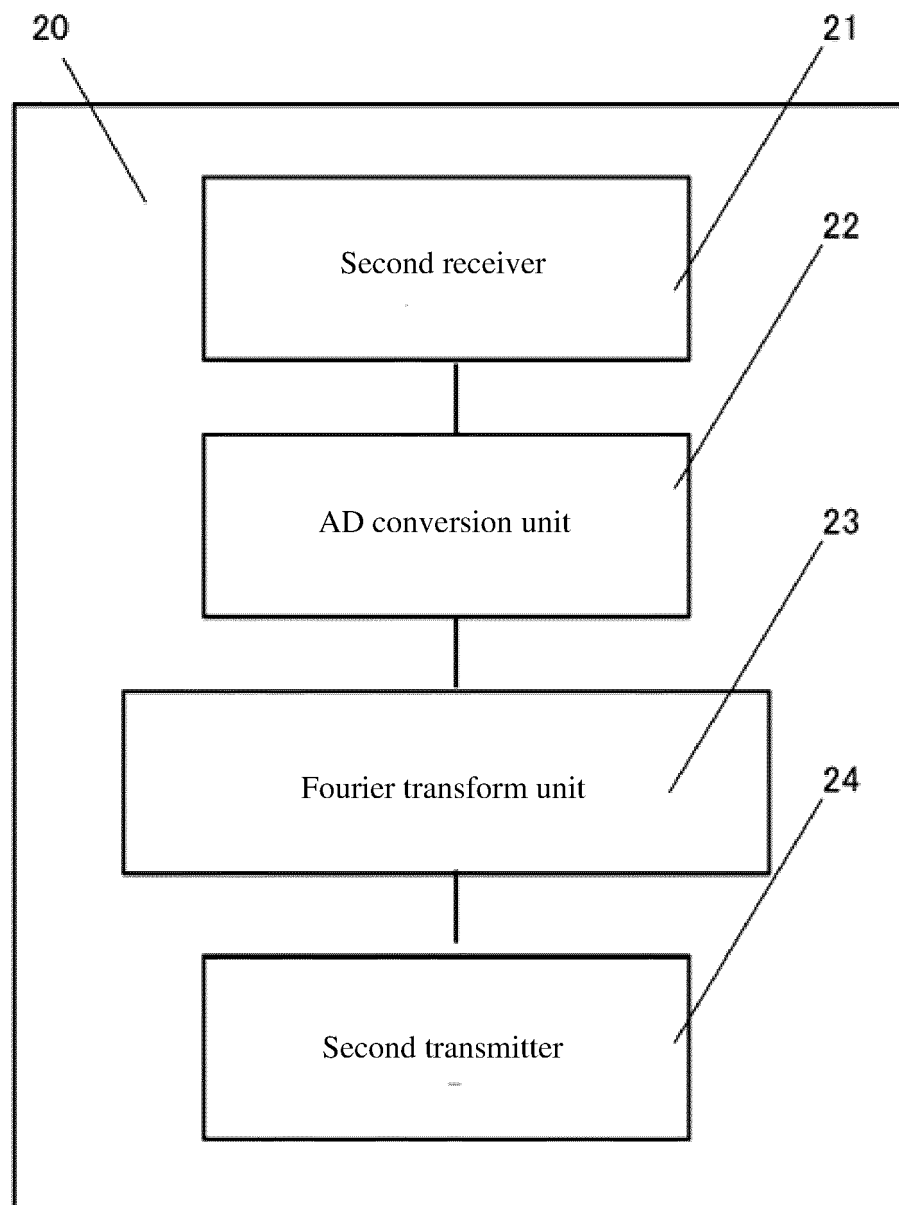 20
21
Second receiver
22
AD conversion unit
23
Fourier transform unit
24
Second transmitter